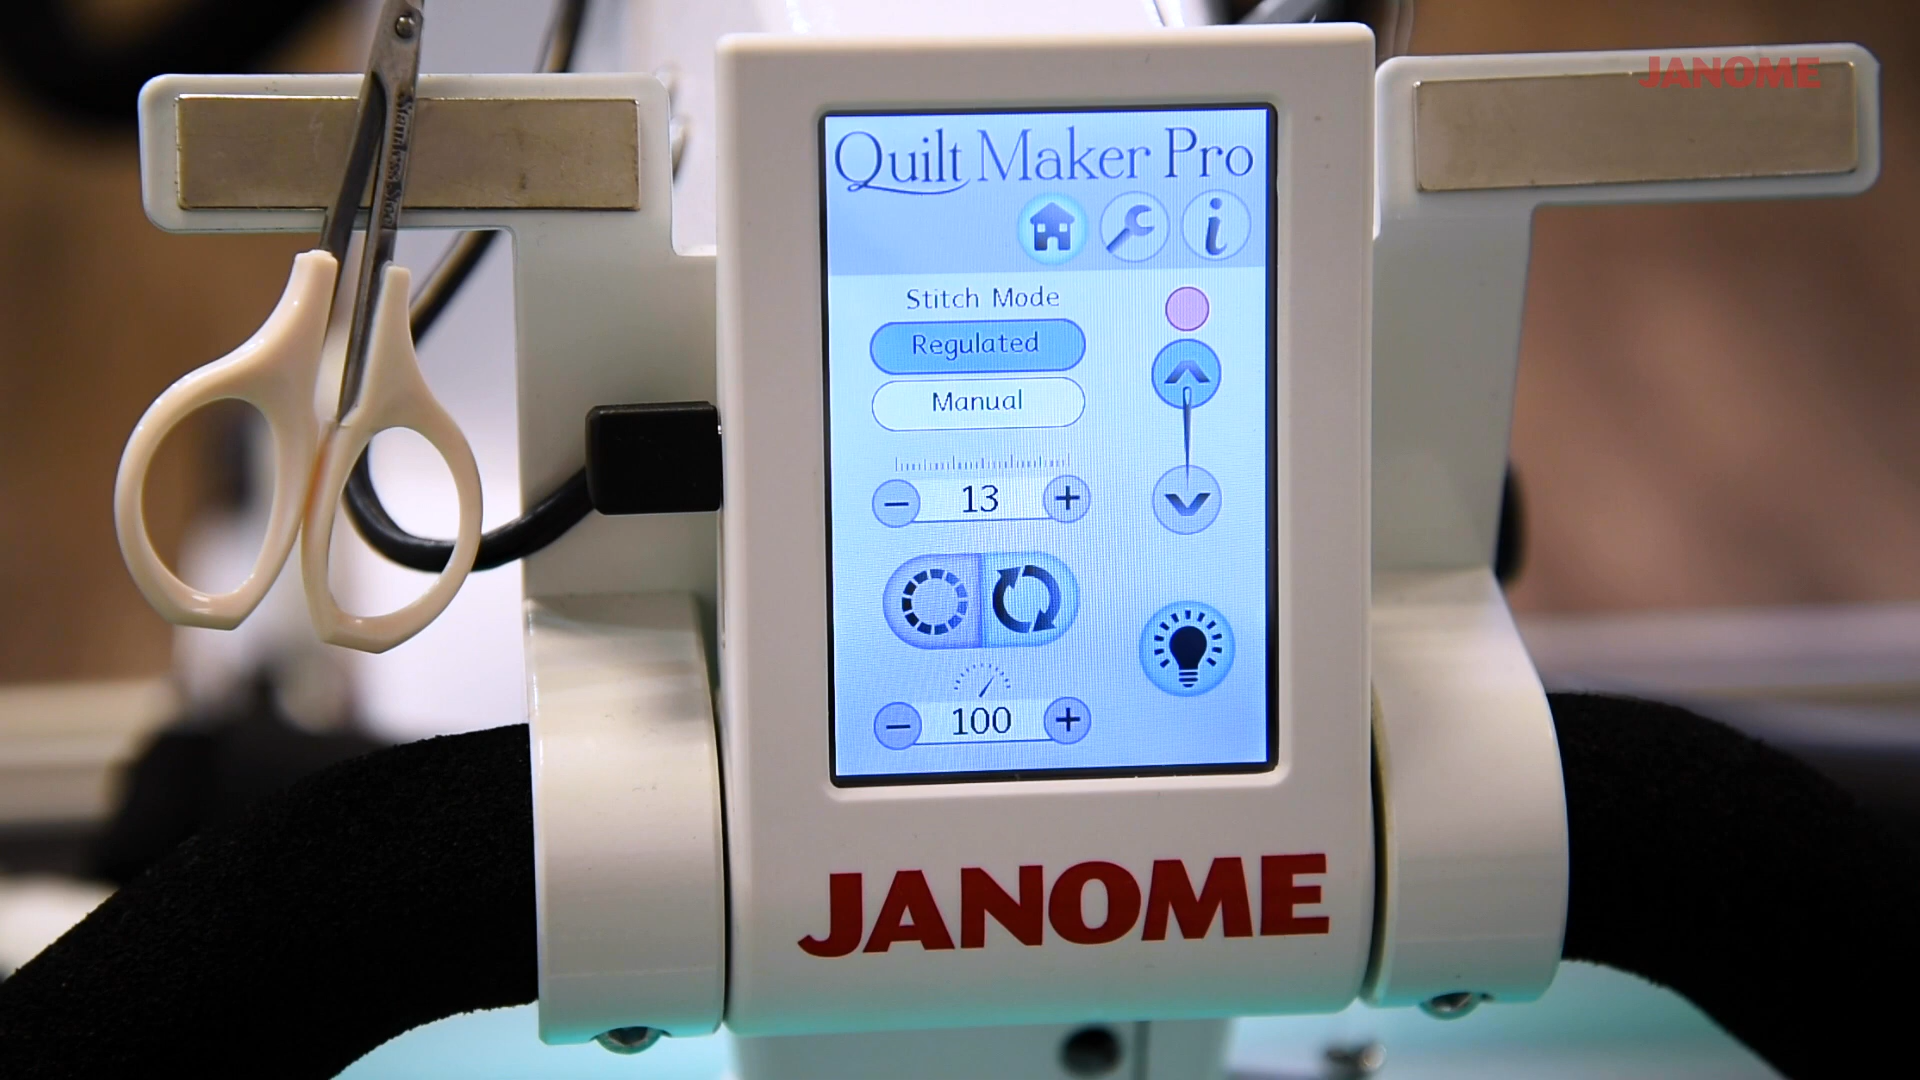 JANOME
Quilt Maker Pro
Stitch Mode
Regulated
Manual
− 13 +
− 100 +
JANOME